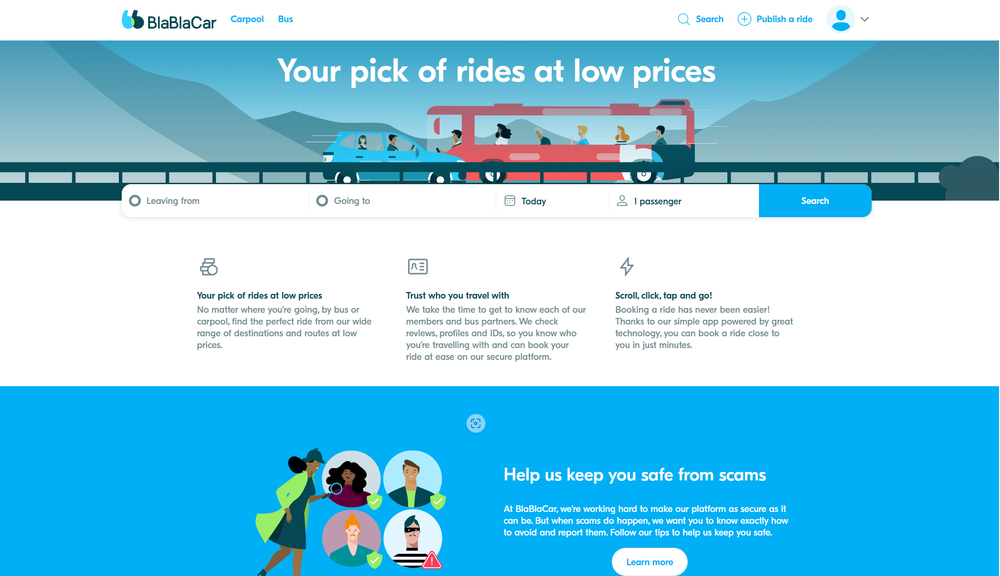 BlaBlaCar
Carpool
Bus
Search
Publish a ride
Your pick of rides at low prices
Leaving from
Going to
Today
1 passenger
Search
Your pick of rides at low prices
No matter where you’re going, by bus or
carpool, find the perfect ride from our wide
range of destinations and routes at low
prices.
Trust who you travel with
We take the time to get to know each of our
members and bus partners. We check
reviews, profiles and IDs, so you know who
you’re travelling with and can book your
ride at ease on our secure platform.
Scroll, click, tap and go!
Booking a ride has never been easier!
Thanks to our simple app powered by great
technology, you can book a ride close to
you in just minutes.
Help us keep you safe from scams
At BlaBlaCar, we're working hard to make our platform as secure as it
can be. But when scams do happen, we want you to know exactly how
to avoid and report them. Follow our tips to help us keep you safe.
Learn more